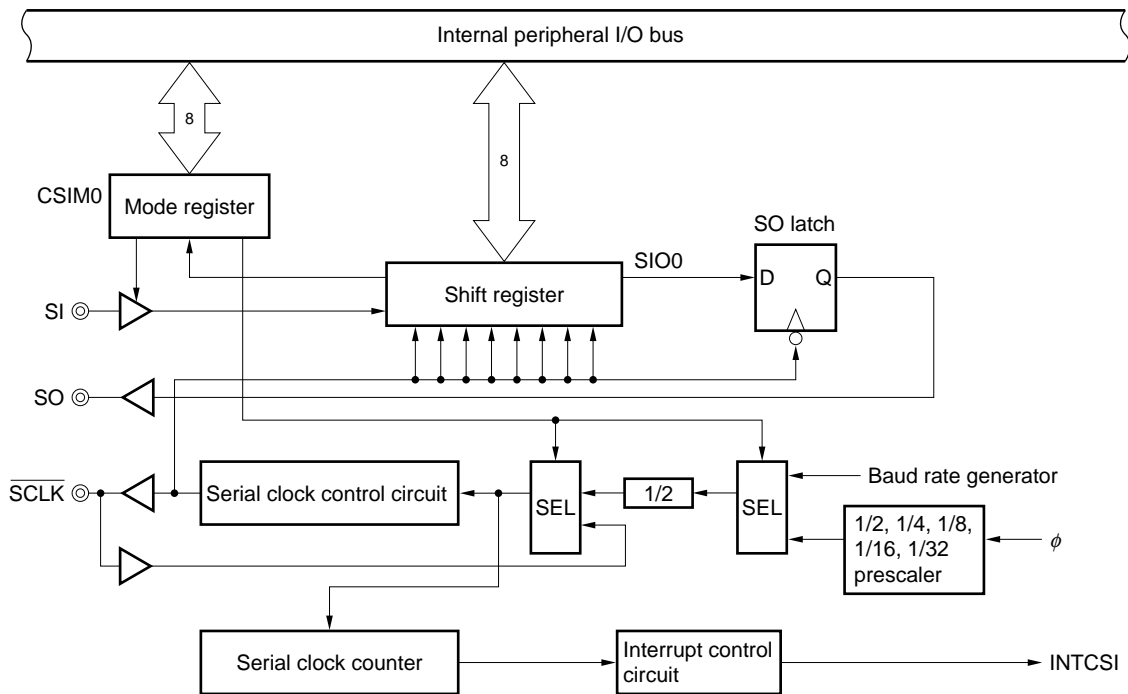 Internal peripheral I/O bus
8
8
CSIM0
Mode register
SO latch
SIO0
D
Q
Shift register
SI
SO
SCLK
Serial clock control circuit
SEL
1/2
SEL
Baud rate generator
1/2, 1/4, 1/8,
1/16, 1/32
prescaler
ϕ
Serial clock counter
Interrupt control
circuit
INTCSI